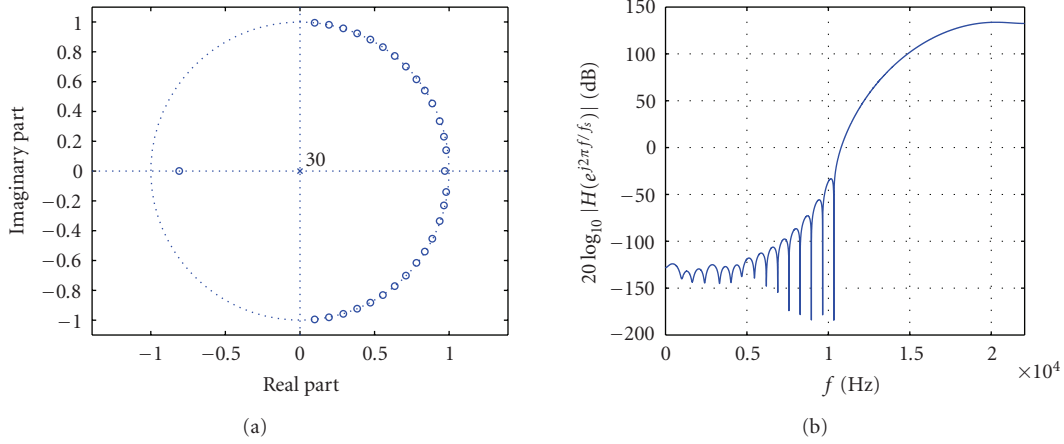 1
0.8
0.6
0.4
0.2
0
−0.2
−0.4
−0.6
−0.8
−1
Imaginary part
30
−1 −0.5 0 0.5 1
Real part
(a)
150
100
50
0
−50
−100
−150
−200
20 log10 |H(e^{j2πf/fs})| (dB)
0 0.5 1 1.5 2
×10^4
f (Hz)
(b)